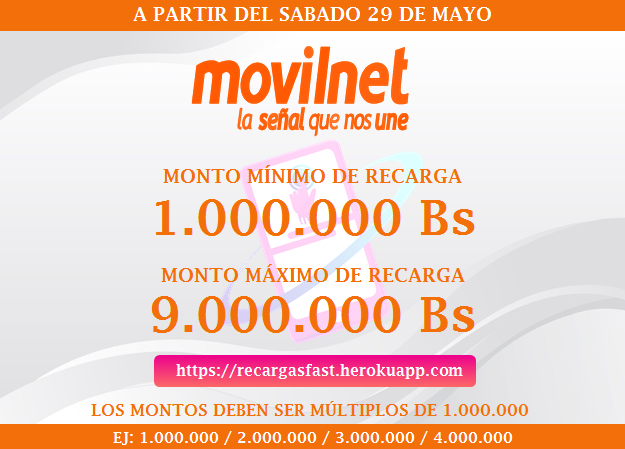 A PARTIR DEL SABADO 29 DE MAYO
movilnet
la señal que nos une
MONTO MÍNIMO DE RECARGA
1.000.000 Bs
MONTO MÁXIMO DE RECARGA
9.000.000 Bs
https://recargasfast.herokuapp.com
LOS MONTOS DEBEN SER MÚLTIPLOS DE 1.000.000
EJ: 1.000.000 / 2.000.000 / 3.000.000 / 4.000.000